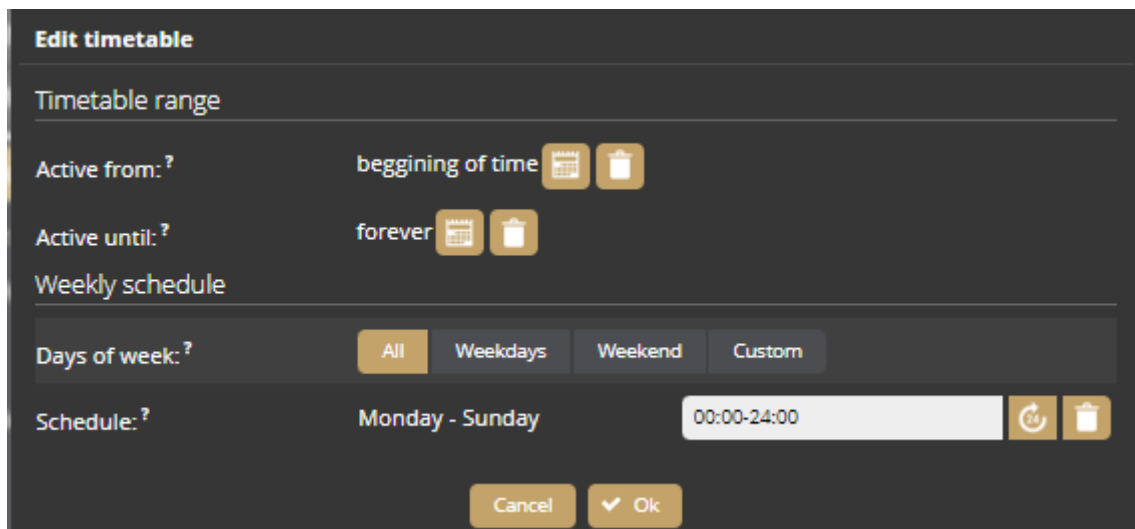 Edit timetable
Timetable range
Active from: ?
beggining of time
Active until: ?
forever
Weekly schedule
Days of week: ?
All Weekdays Weekend Custom
Schedule: ?
Monday - Sunday
00:00-24:00
24
Cancel Ok